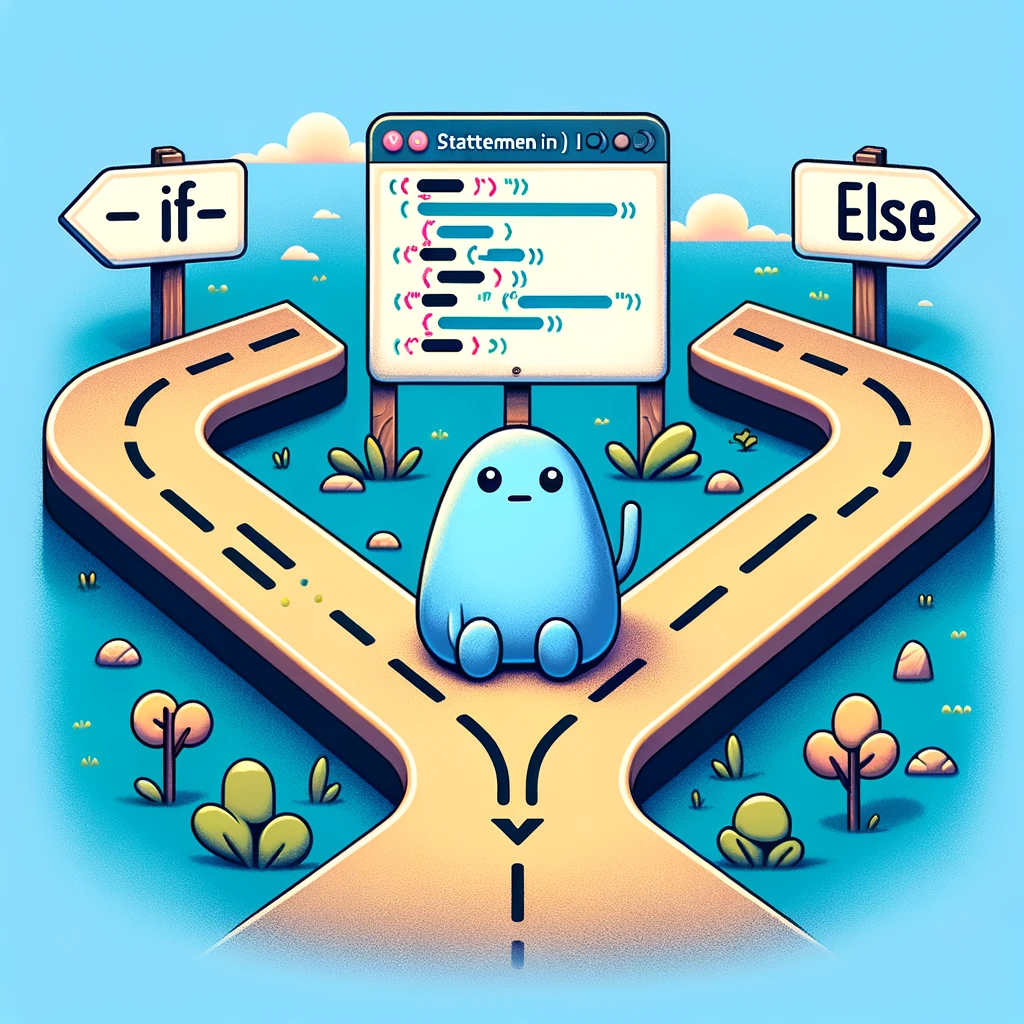 Stattemen in ) |
- if-
Else